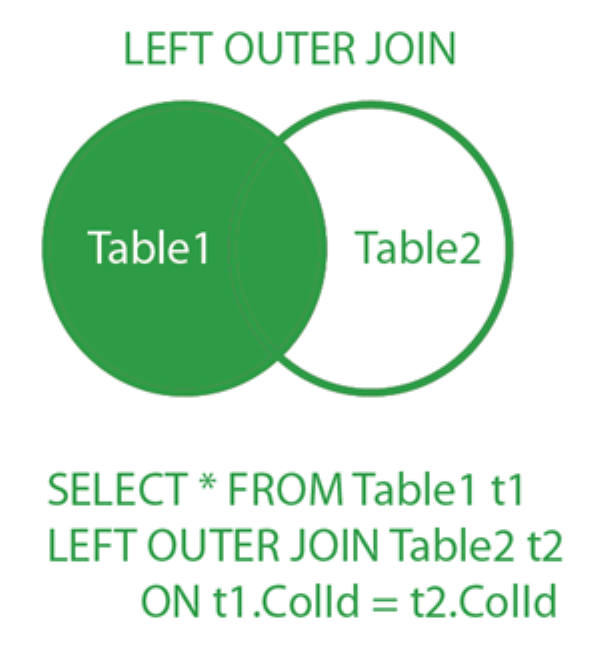 LEFT OUTER JOIN
Table1
Table2
SELECT * FROM Table1 t1
LEFT OUTER JOIN Table2 t2
ON t1.ColId = t2.ColId